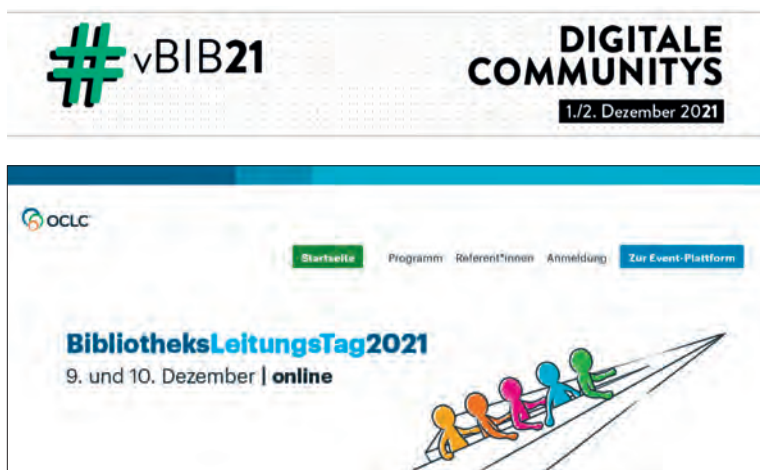 #vBIB21
DIGITALE
COMMUNITYS
1./2. Dezember 2021
OCLC
Startseite Programm Referent*innen Anmeldung Zur Event-Plattform
BibliotheksLeitungsTag2021
9. und 10. Dezember | online